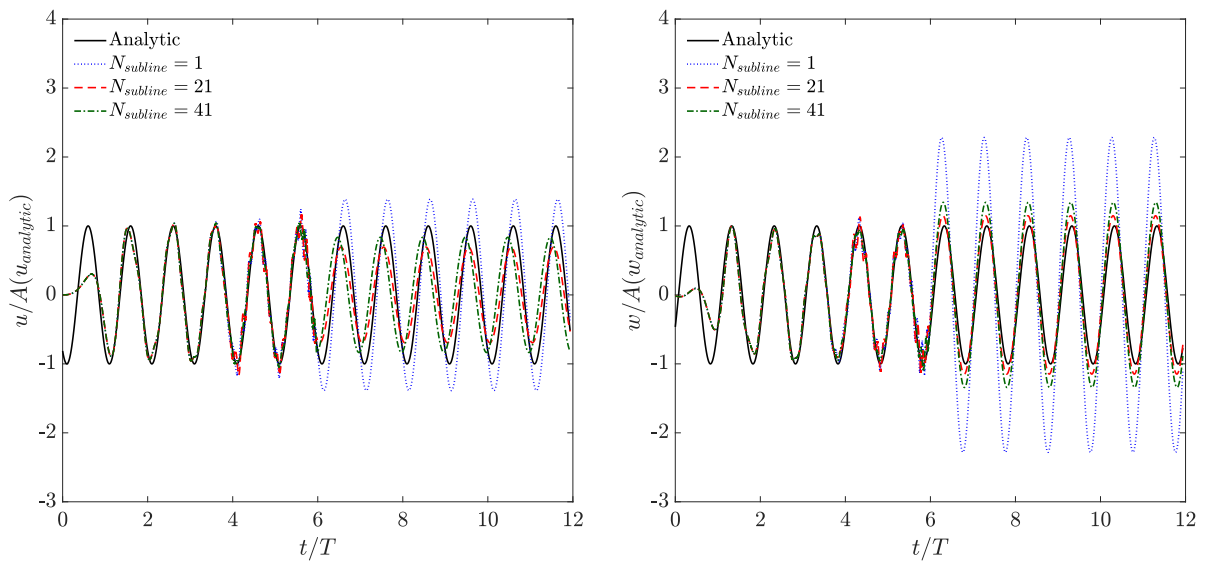 4
3
2
1
0
-1
-2
-3
0 2 4 6 8 10 12
u/A(u_analytic)
t/T
Analytic
N_subline = 1
N_subline = 21
N_subline = 41
4
3
2
1
0
-1
-2
-3
0 2 4 6 8 10 12
w/A(w_analytic)
t/T
Analytic
N_subline = 1
N_subline = 21
N_subline = 41